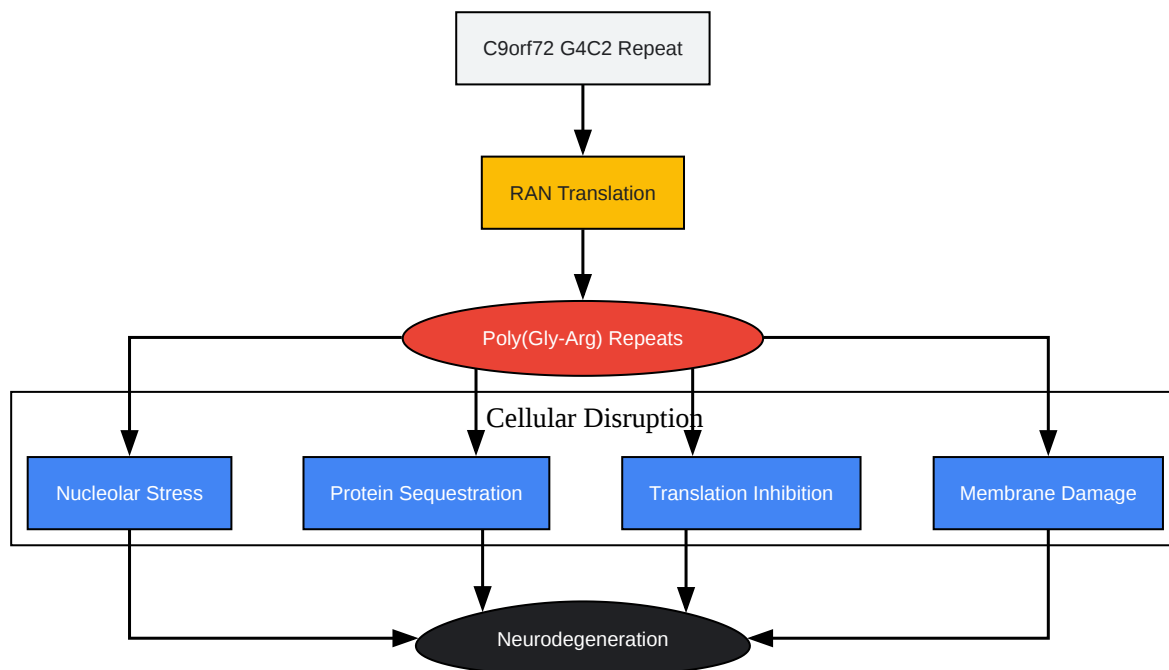 C9orf72 G4C2 Repeat
RAN Translation
Poly(Gly-Arg) Repeats
Cellular Disruption
Nucleolar Stress
Protein Sequestration
Translation Inhibition
Membrane Damage
Neurodegeneration